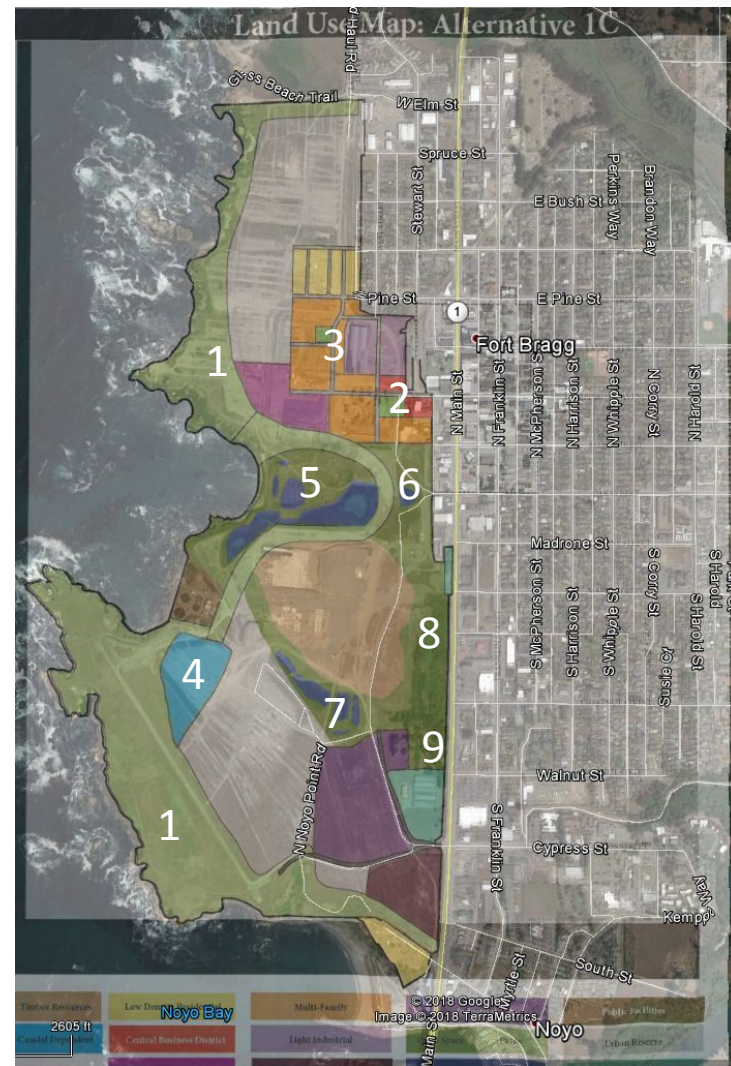 Land Use Map: Alternative 1C
d Haul Rd
Glass Beach Trail
W Elm St
Spruce St
Stewart St
E Bush St
Perkins Way
Brandon Way
Pine St
E Pine St
1
Fort Bragg
1
3
2
N Main St
N Franklin St
N McPherson S
N Harrison St
N Whipple St
N Corry St
N Harold St
5
6
Madrone St
S McPherson St
S Harrison St
S Whipple St
S Corry St
S Harold
S Harold St
Susie Ct
8
4
7
9
N Noyo Point Rd
Walnut St
1
S Franklin St
Cypress St
Kemppe Way
South St
Myrtle St
Main St
© 2018 Google
Image © 2018 TerraMetrics
Timber Resources
Low Density Residential
Multi-Family
Public Facilities
Noyo Bay
Noyo
Coastal Dependent
Central Business District
Light Industrial
Urban Reserve
2605 ft